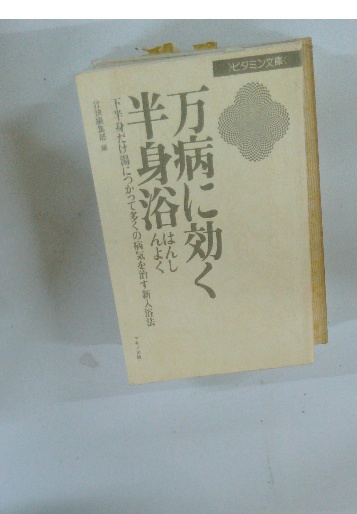 ビタミン文庫
万病に効く
半身浴
はんし
んよく
下半身だけ湯につかって多くの病気を治す新入浴法